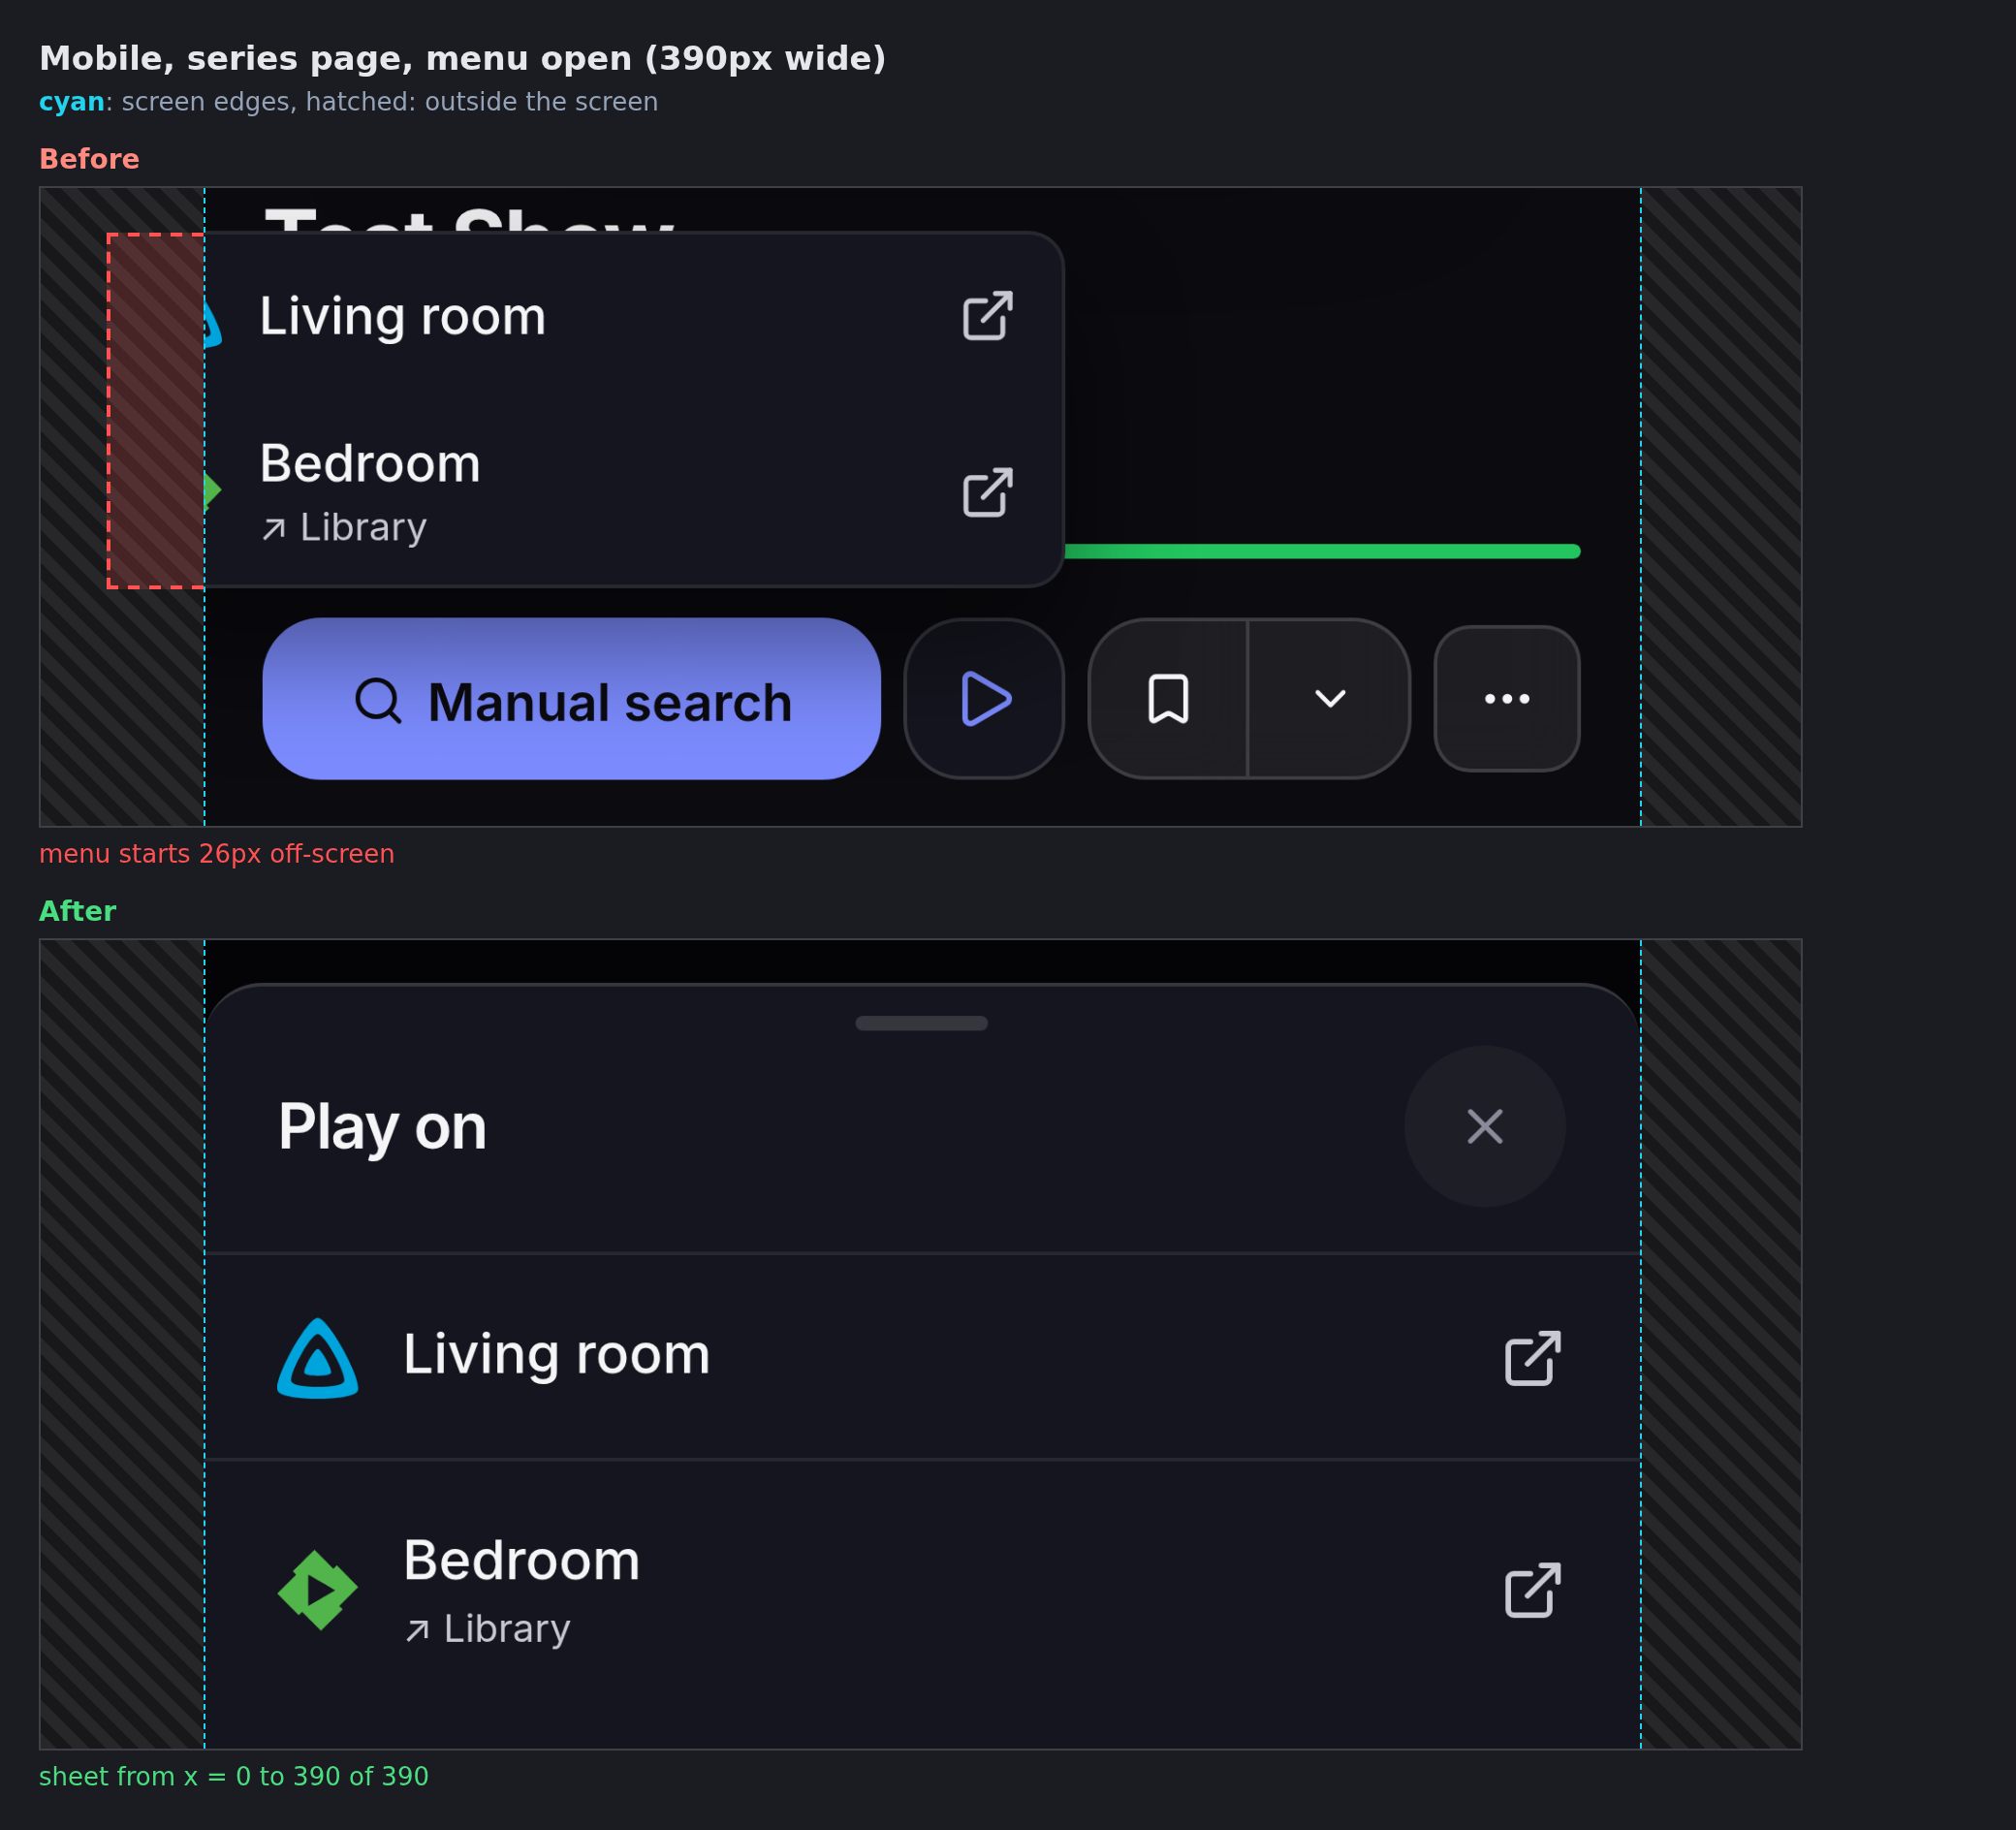 Mobile, series page, menu open (390px wide)
cyan: screen edges, hatched: outside the screen
Before
Test Show
Living room
Bedroom
Library
Manual search
menu starts 26px off-screen
After
Play on
Living room
Bedroom
Library
sheet from x = 0 to 390 of 390